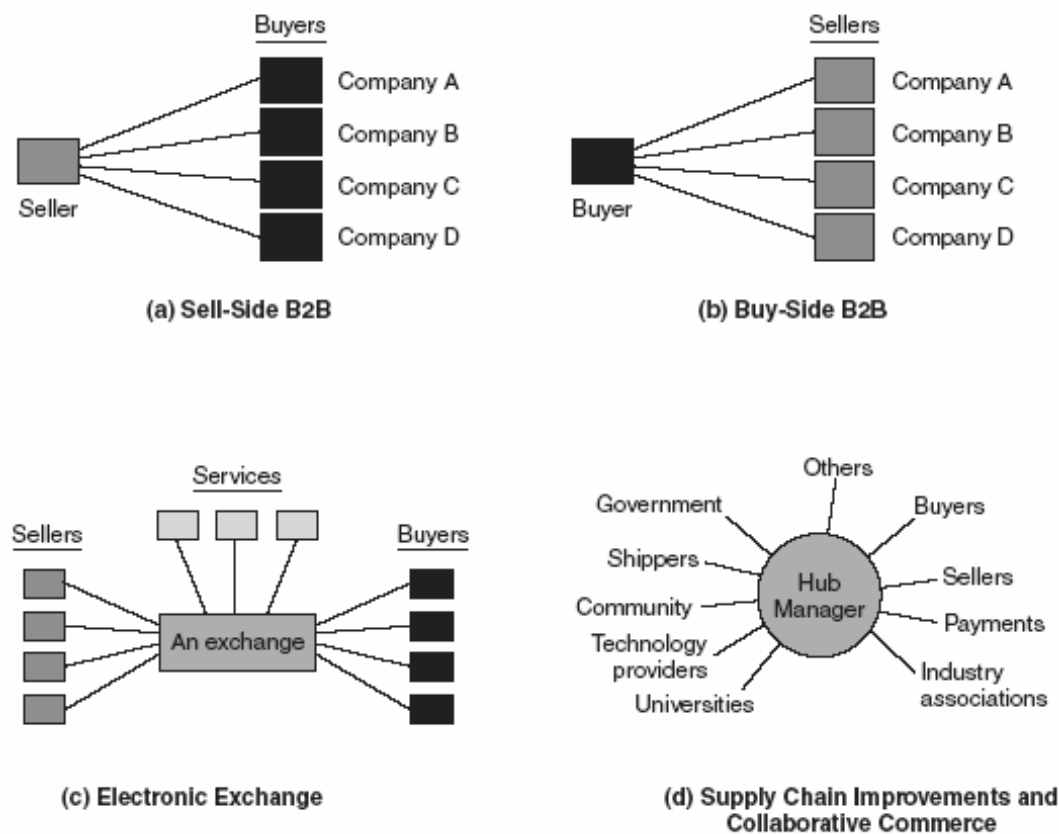 Buyers
Company A
Company B
Company C
Company D
Seller
(a) Sell-Side B2B
Sellers
Company A
Company B
Company C
Company D
Buyer
(b) Buy-Side B2B
Services
Sellers
Buyers
An exchange
(c) Electronic Exchange
Others
Government
Buyers
Shippers
Hub
Manager
Sellers
Community
Payments
Technology
providers
Industry
associations
Universities
(d) Supply Chain Improvements and
Collaborative Commerce